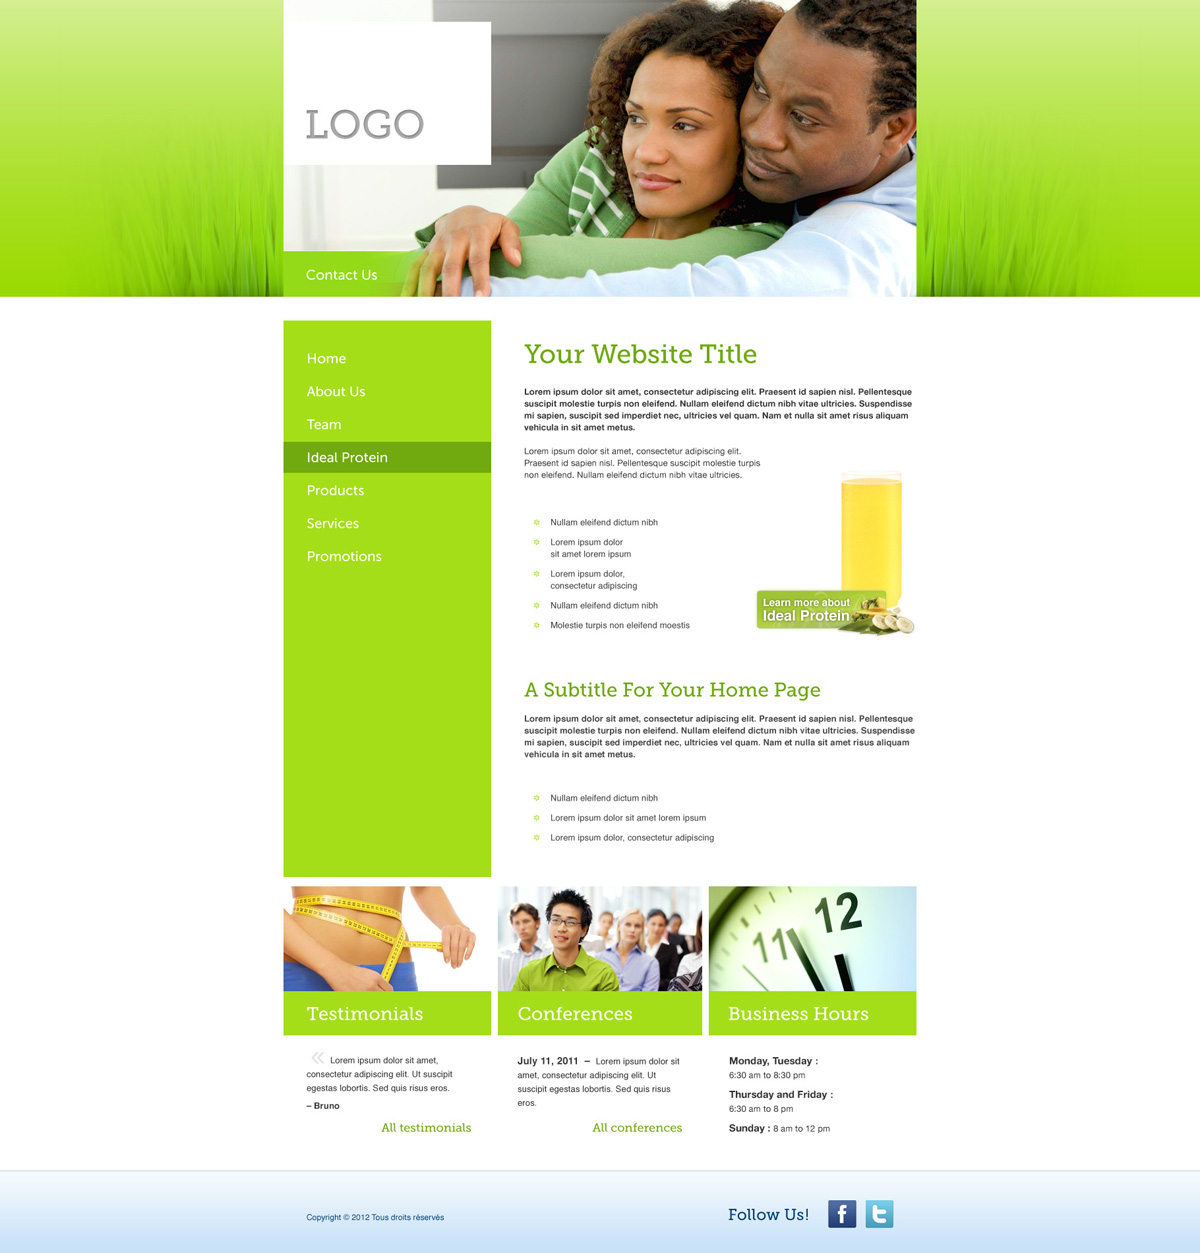 LOGO
Contact Us
Home
About Us
Team
Ideal Protein
Products
Services
Promotions
Your Website Title
Lorem ipsum dolor sit amet, consectetur adipiscing elit. Praesent id sapien nisl. Pellentesque
suscipit molestie turpis non eleifend. Nullam eleifend dictum nibh vitae ultricies. Suspendisse
mi sapien, suscipit sed imperdiet nec, ultricies vel quam. Nam et nulla sit amet risus aliquam
vehicula in sit amet metus.
Lorem ipsum dolor sit amet, consectetur adipiscing elit.
Praesent id sapien nisl. Pellentesque suscipit molestie turpis
non eleifend. Nullam eleifend dictum nibh vitae ultricies.
Nullam eleifend dictum nibh
Lorem ipsum dolor
sit amet lorem ipsum
Lorem ipsum dolor,
consectetur adipiscing
Nullam eleifend dictum nibh
Molestie turpis non eleifend moestis
Learn more about
Ideal Protein
A Subtitle For Your Home Page
Lorem ipsum dolor sit amet, consectetur adipiscing elit. Praesent id sapien nisl. Pellentesque
suscipit molestie turpis non eleifend. Nullam eleifend dictum nibh vitae ultricies. Suspendisse
mi sapien, suscipit sed imperdiet nec, ultricies vel quam. Nam et nulla sit amet risus aliquam
vehicula in sit amet metus.
Nullam eleifend dictum nibh
Lorem ipsum dolor sit amet lorem ipsum
Lorem ipsum dolor, consectetur adipiscing
12
11
Testimonials
« Lorem ipsum dolor sit amet,
consectetur adipiscing elit. Ut suscipit
egestas lobortis. Sed quis risus eros.
– Bruno
All testimonials
Conferences
July 11, 2011 – Lorem ipsum dolor sit
amet, consectetur adipiscing elit. Ut
suscipit egestas lobortis. Sed quis risus
eros.
All conferences
Business Hours
Monday, Tuesday :
6:30 am to 8:30 pm
Thursday and Friday :
6:30 am to 8 pm
Sunday : 8 am to 12 pm
Copyright © 2012 Tous droits réservés
Follow Us!
f
t